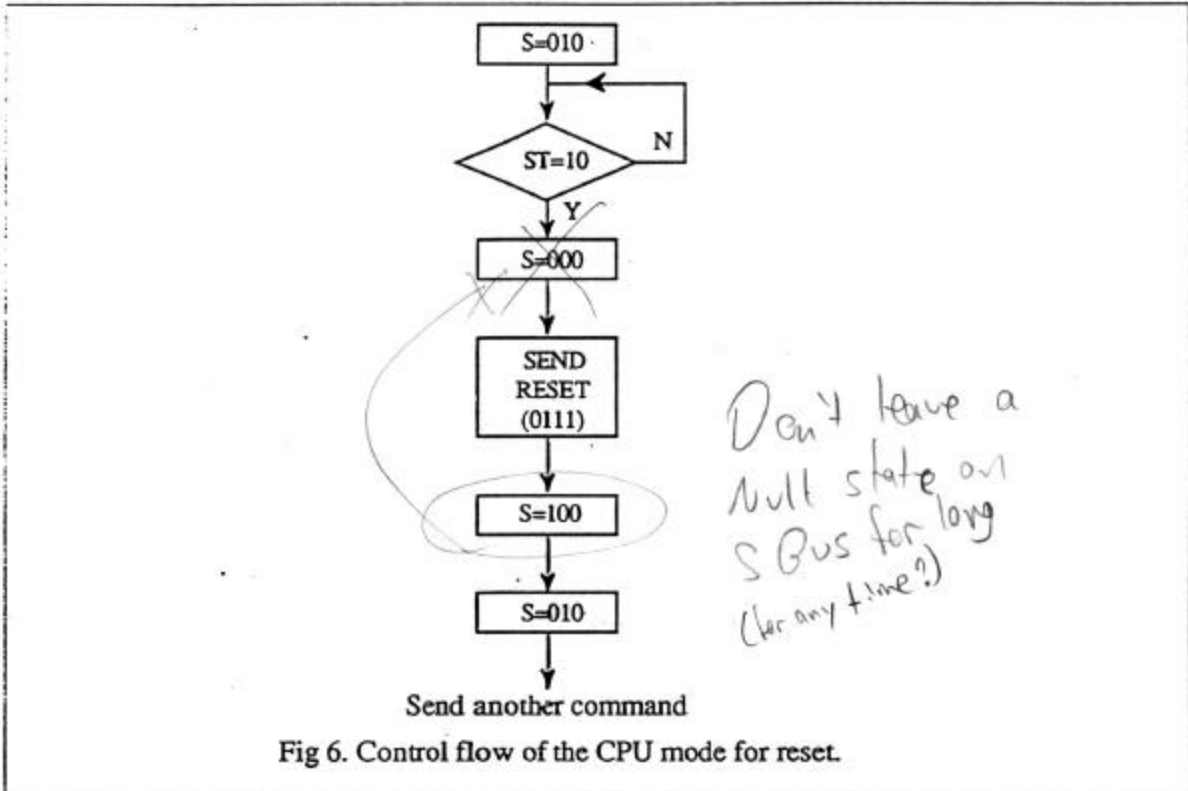 S=010
N
ST=10
Y
S=000
SEND
RESET
(0111)
S=100
S=010
Send another command
Fig 6. Control flow of the CPU mode for reset.
Don't leave a
Null state on
S Bus for long
(for any time?)